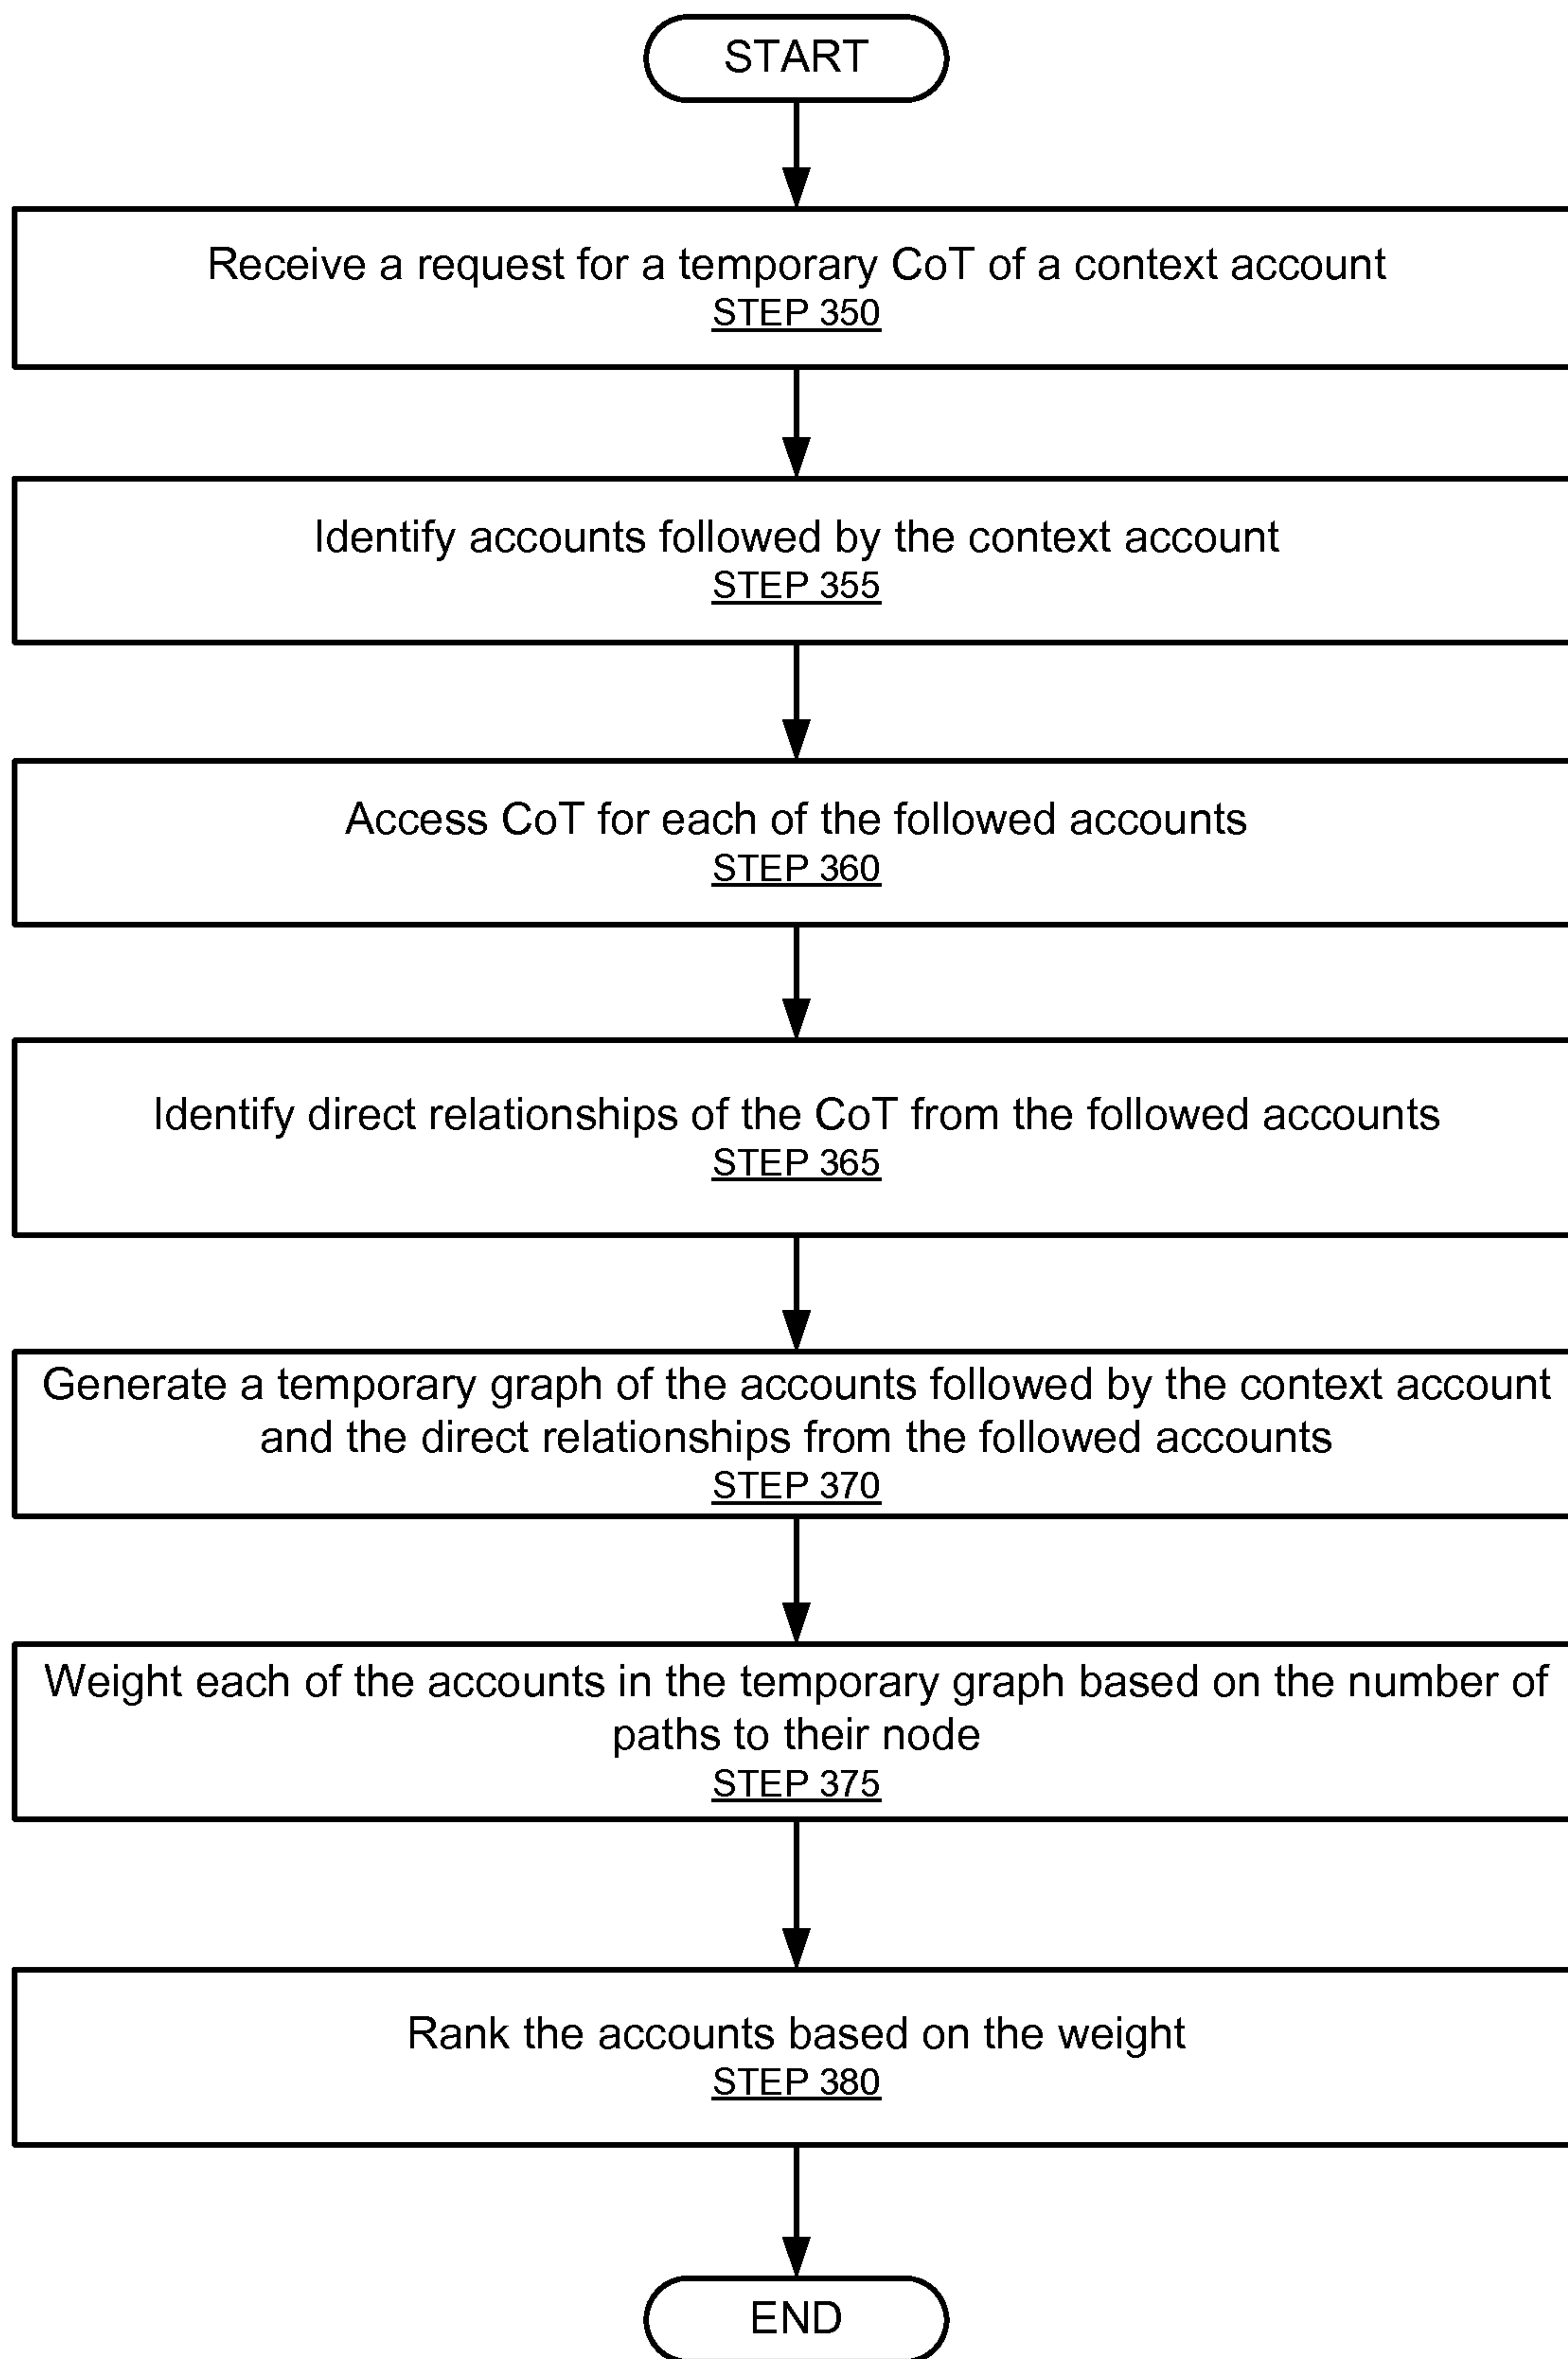 START
Receive a request for a temporary CoT of a context account
STEP 350
Identify accounts followed by the context account
STEP 355
Access CoT for each of the followed accounts
STEP 360
Identify direct relationships of the CoT from the followed accounts
STEP 365
Generate a temporary graph of the accounts followed by the context account
and the direct relationships from the followed accounts
STEP 370
Weight each of the accounts in the temporary graph based on the number of
paths to their node
STEP 375
Rank the accounts based on the weight
STEP 380
END